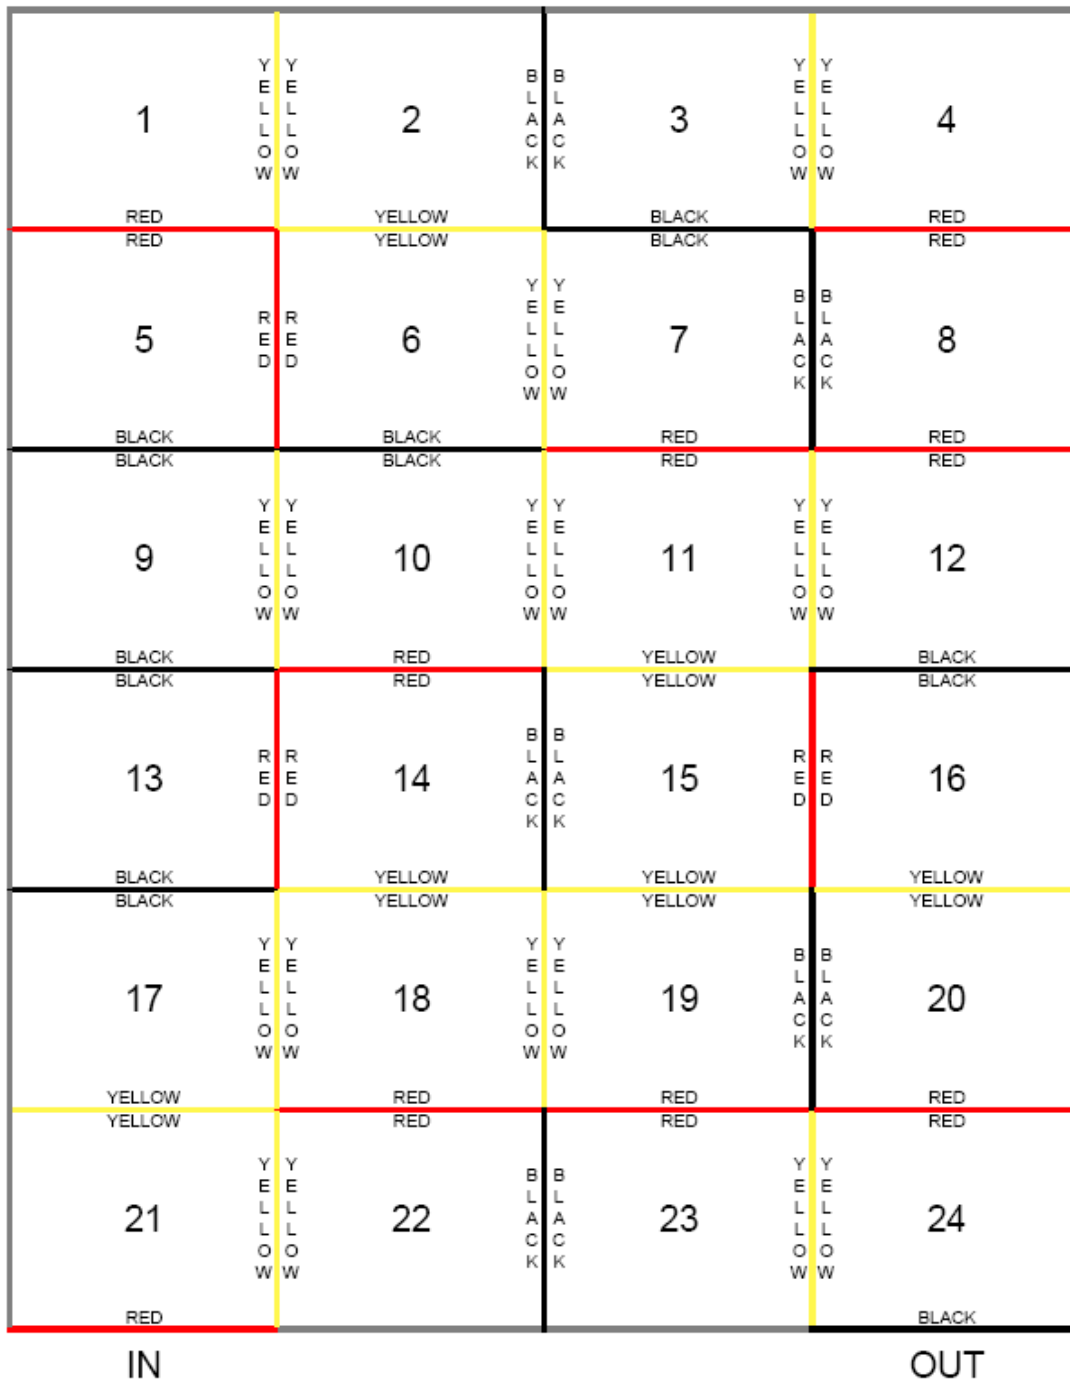 1 YELLOW YELLOW 2 BLACK BLACK 3 YELLOW YELLOW 4
RED YELLOW BLACK RED
RED YELLOW BLACK RED
5 RED RED 6 YELLOW YELLOW 7 BLACK BLACK 8
BLACK BLACK RED RED
BLACK BLACK RED RED
9 YELLOW YELLOW 10 YELLOW YELLOW 11 YELLOW YELLOW 12
BLACK RED YELLOW BLACK
BLACK RED YELLOW BLACK
13 RED RED 14 BLACK BLACK 15 RED RED 16
BLACK YELLOW YELLOW YELLOW
BLACK YELLOW YELLOW YELLOW
17 YELLOW YELLOW 18 YELLOW YELLOW 19 BLACK BLACK 20
YELLOW RED RED RED
YELLOW RED RED RED
21 YELLOW YELLOW 22 BLACK BLACK 23 YELLOW YELLOW 24
RED BLACK
IN OUT